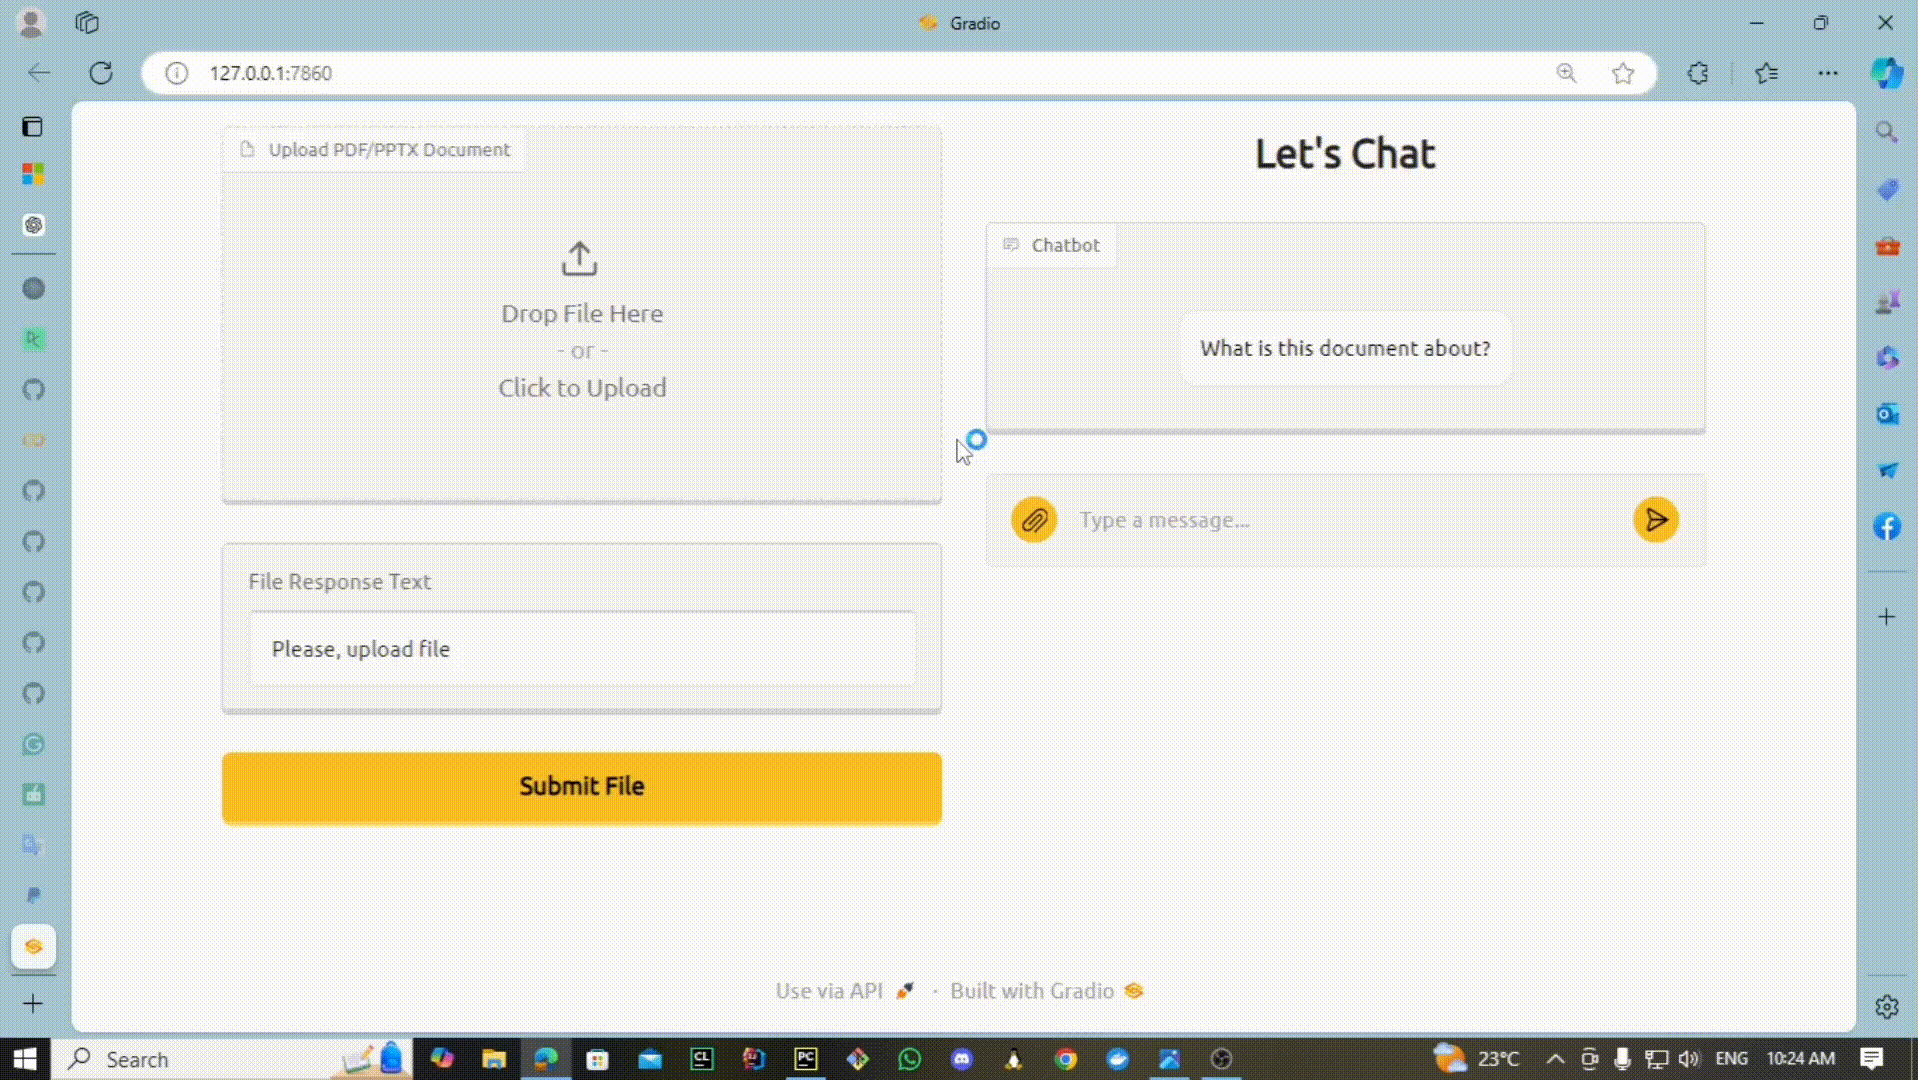 Gradio
127.0.0.1:7860
Upload PDF/PPTX Document
Drop File Here
- or -
Click to Upload
File Response Text
Please, upload file
Submit File
Let's Chat
Chatbot
What is this document about?
Type a message...
Use via API · Built with Gradio
Search
CL
PC
23°C
ENG
10:24 AM